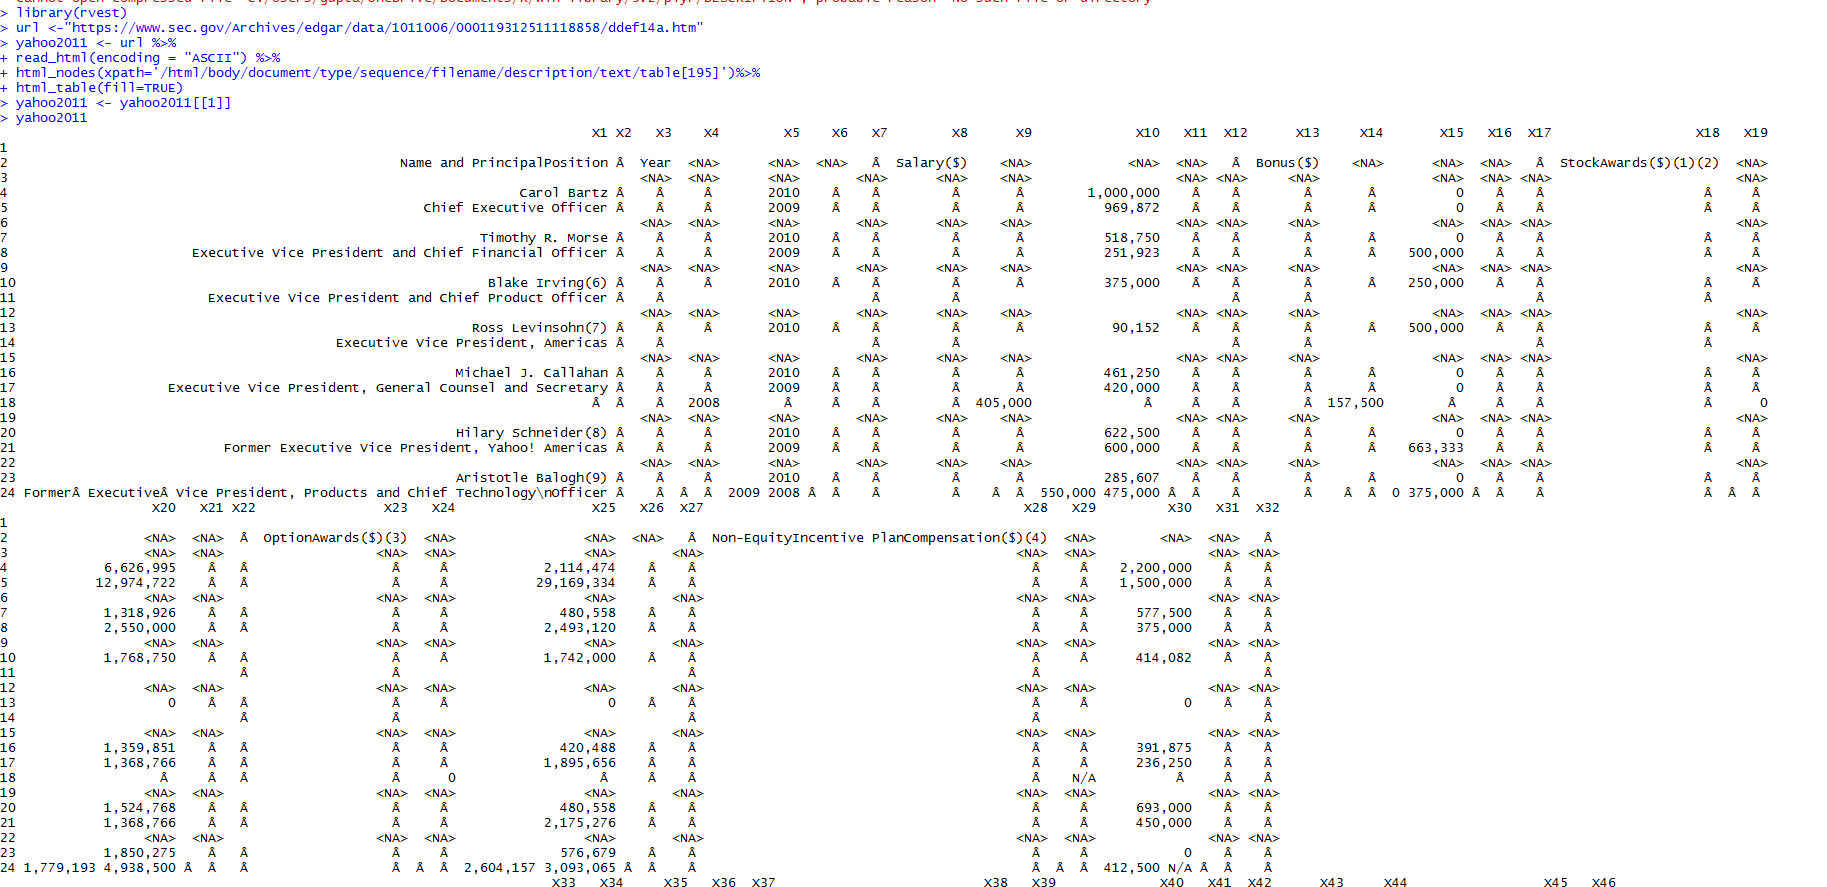 cannot open compressed file 'C:/Users/gupta/OneDrive/Documents/R/win-library/3.2/plyr/DESCRIPTION', probable reason 'No such file or directory'
> library(rvest)
> url <-"https://www.sec.gov/Archives/edgar/data/1011006/000119312511118858/ddef14a.htm"
> yahoo2011 <- url %>%
+ read_html(encoding = "ASCII") %>%
+ html_nodes(xpath='/html/body/document/type/sequence/filename/description/text/table[195]')%>%
+ html_table(fill=TRUE)
> yahoo2011 <- yahoo2011[[1]]
> yahoo2011
X1 X2 X3 X4 X5 X6 X7 X8 X9 X10 X11 X12 X13 X14 X15 X16 X17 X18 X19
1
2 Name and PrincipalPosition Â Year <NA> <NA> <NA> Â Salary($) <NA> <NA> <NA> Â Bonus($) <NA> <NA> <NA> Â StockAwards($)(1)(2) <NA>
3 <NA> <NA> <NA> <NA> <NA> <NA> <NA> <NA> <NA> <NA> <NA> <NA>
4 Carol Bartz Â Â Â 2010 Â Â Â Â 1,000,000 Â Â Â Â 0 Â Â Â Â
5 Chief Executive Officer Â Â Â 2009 Â Â Â Â 969,872 Â Â Â Â 0 Â Â Â Â
6 <NA> <NA> <NA> <NA> <NA> <NA> <NA> <NA> <NA> <NA> <NA> <NA>
7 Timothy R. Morse Â Â Â 2010 Â Â Â Â 518,750 Â Â Â Â 0 Â Â Â Â
8 Executive Vice President and Chief Financial Officer Â Â Â 2009 Â Â Â Â 251,923 Â Â Â Â 500,000 Â Â Â Â
9 <NA> <NA> <NA> <NA> <NA> <NA> <NA> <NA> <NA> <NA> <NA> <NA>
10 Blake Irving(6) Â Â Â 2010 Â Â Â Â 375,000 Â Â Â Â 250,000 Â Â Â Â
11 Executive Vice President and Chief Product Officer Â Â Â Â Â Â Â Â
12 <NA> <NA> <NA> <NA> <NA> <NA> <NA> <NA> <NA> <NA> <NA> <NA>
13 Ross Levinsohn(7) Â Â Â 2010 Â Â Â Â 90,152 Â Â Â Â 500,000 Â Â Â Â
14 Executive Vice President, Americas Â Â Â Â Â Â Â Â
15 <NA> <NA> <NA> <NA> <NA> <NA> <NA> <NA> <NA> <NA> <NA> <NA>
16 Michael J. Callahan Â Â Â 2010 Â Â Â Â 461,250 Â Â Â Â 0 Â Â Â Â
17 Executive Vice President, General Counsel and Secretary Â Â Â 2009 Â Â Â Â 420,000 Â Â Â Â 0 Â Â Â Â
18 Â Â Â 2008 Â Â Â Â 405,000 Â Â Â Â 157,500 Â Â Â Â 0
19 <NA> <NA> <NA> <NA> <NA> <NA> <NA> <NA> <NA> <NA> <NA> <NA>
20 Hilary Schneider(8) Â Â Â 2010 Â Â Â Â 622,500 Â Â Â Â 0 Â Â Â Â
21 Former Executive Vice President, Yahoo! Americas Â Â Â 2009 Â Â Â Â 600,000 Â Â Â Â 663,333 Â Â Â Â
22 <NA> <NA> <NA> <NA> <NA> <NA> <NA> <NA> <NA> <NA> <NA> <NA>
23 Aristotle Balogh(9) Â Â Â 2010 Â Â Â Â 285,607 Â Â Â Â 0 Â Â Â Â
24 FormerÂ ExecutiveÂ Vice President, Products and Chief Technology\nOfficer Â Â Â Â 2009 2008 Â Â Â Â Â Â 550,000 475,000 Â Â Â Â Â 0 375,000 Â Â Â Â Â Â
X20 X21 X22 X23 X24 X25 X26 X27 X28 X29 X30 X31 X32
1
2 <NA> <NA> Â OptionAwards($)(3) <NA> <NA> <NA> Â Non-EquityIncentive PlanCompensation($)(4) <NA> <NA> <NA> Â
3 <NA> <NA> <NA> <NA> <NA> <NA> <NA> <NA> <NA> <NA>
4 6,626,995 Â Â Â Â 2,114,474 Â Â Â Â 2,200,000 Â Â
5 12,974,722 Â Â Â Â 29,169,334 Â Â Â Â 1,500,000 Â Â
6 <NA> <NA> <NA> <NA> <NA> <NA> <NA> <NA> <NA> <NA>
7 1,318,926 Â Â Â Â 480,558 Â Â Â Â 577,500 Â Â
8 2,550,000 Â Â Â Â 2,493,120 Â Â Â Â 375,000 Â Â
9 <NA> <NA> <NA> <NA> <NA> <NA> <NA> <NA> <NA> <NA>
10 1,768,750 Â Â Â Â 1,742,000 Â Â Â Â 414,082 Â Â
11 Â Â Â Â Â
12 <NA> <NA> <NA> <NA> <NA> <NA> <NA> <NA> <NA> <NA>
13 0 Â Â Â Â 0 Â Â Â Â 0 Â Â
14 Â Â Â Â Â
15 <NA> <NA> <NA> <NA> <NA> <NA> <NA> <NA> <NA> <NA>
16 1,359,851 Â Â Â Â 420,488 Â Â Â Â 391,875 Â Â
17 1,368,766 Â Â Â Â 1,895,656 Â Â Â Â 236,250 Â Â
18 Â Â Â Â 0 Â Â Â Â N/A Â Â Â
19 <NA> <NA> <NA> <NA> <NA> <NA> <NA> <NA> <NA> <NA>
20 1,524,768 Â Â Â Â 480,558 Â Â Â Â 693,000 Â Â
21 1,368,766 Â Â Â Â 2,175,276 Â Â Â Â 450,000 Â Â
22 <NA> <NA> <NA> <NA> <NA> <NA> <NA> <NA> <NA> <NA>
23 1,850,275 Â Â Â Â 576,679 Â Â Â Â 0 Â Â
24 1,779,193 4,938,500 Â Â Â Â Â Â 2,604,157 3,093,065 Â Â Â Â Â Â 412,500 N/A Â Â Â
X33 X34 X35 X36 X37 X38 X39 X40 X41 X42 X43 X44 X45 X46